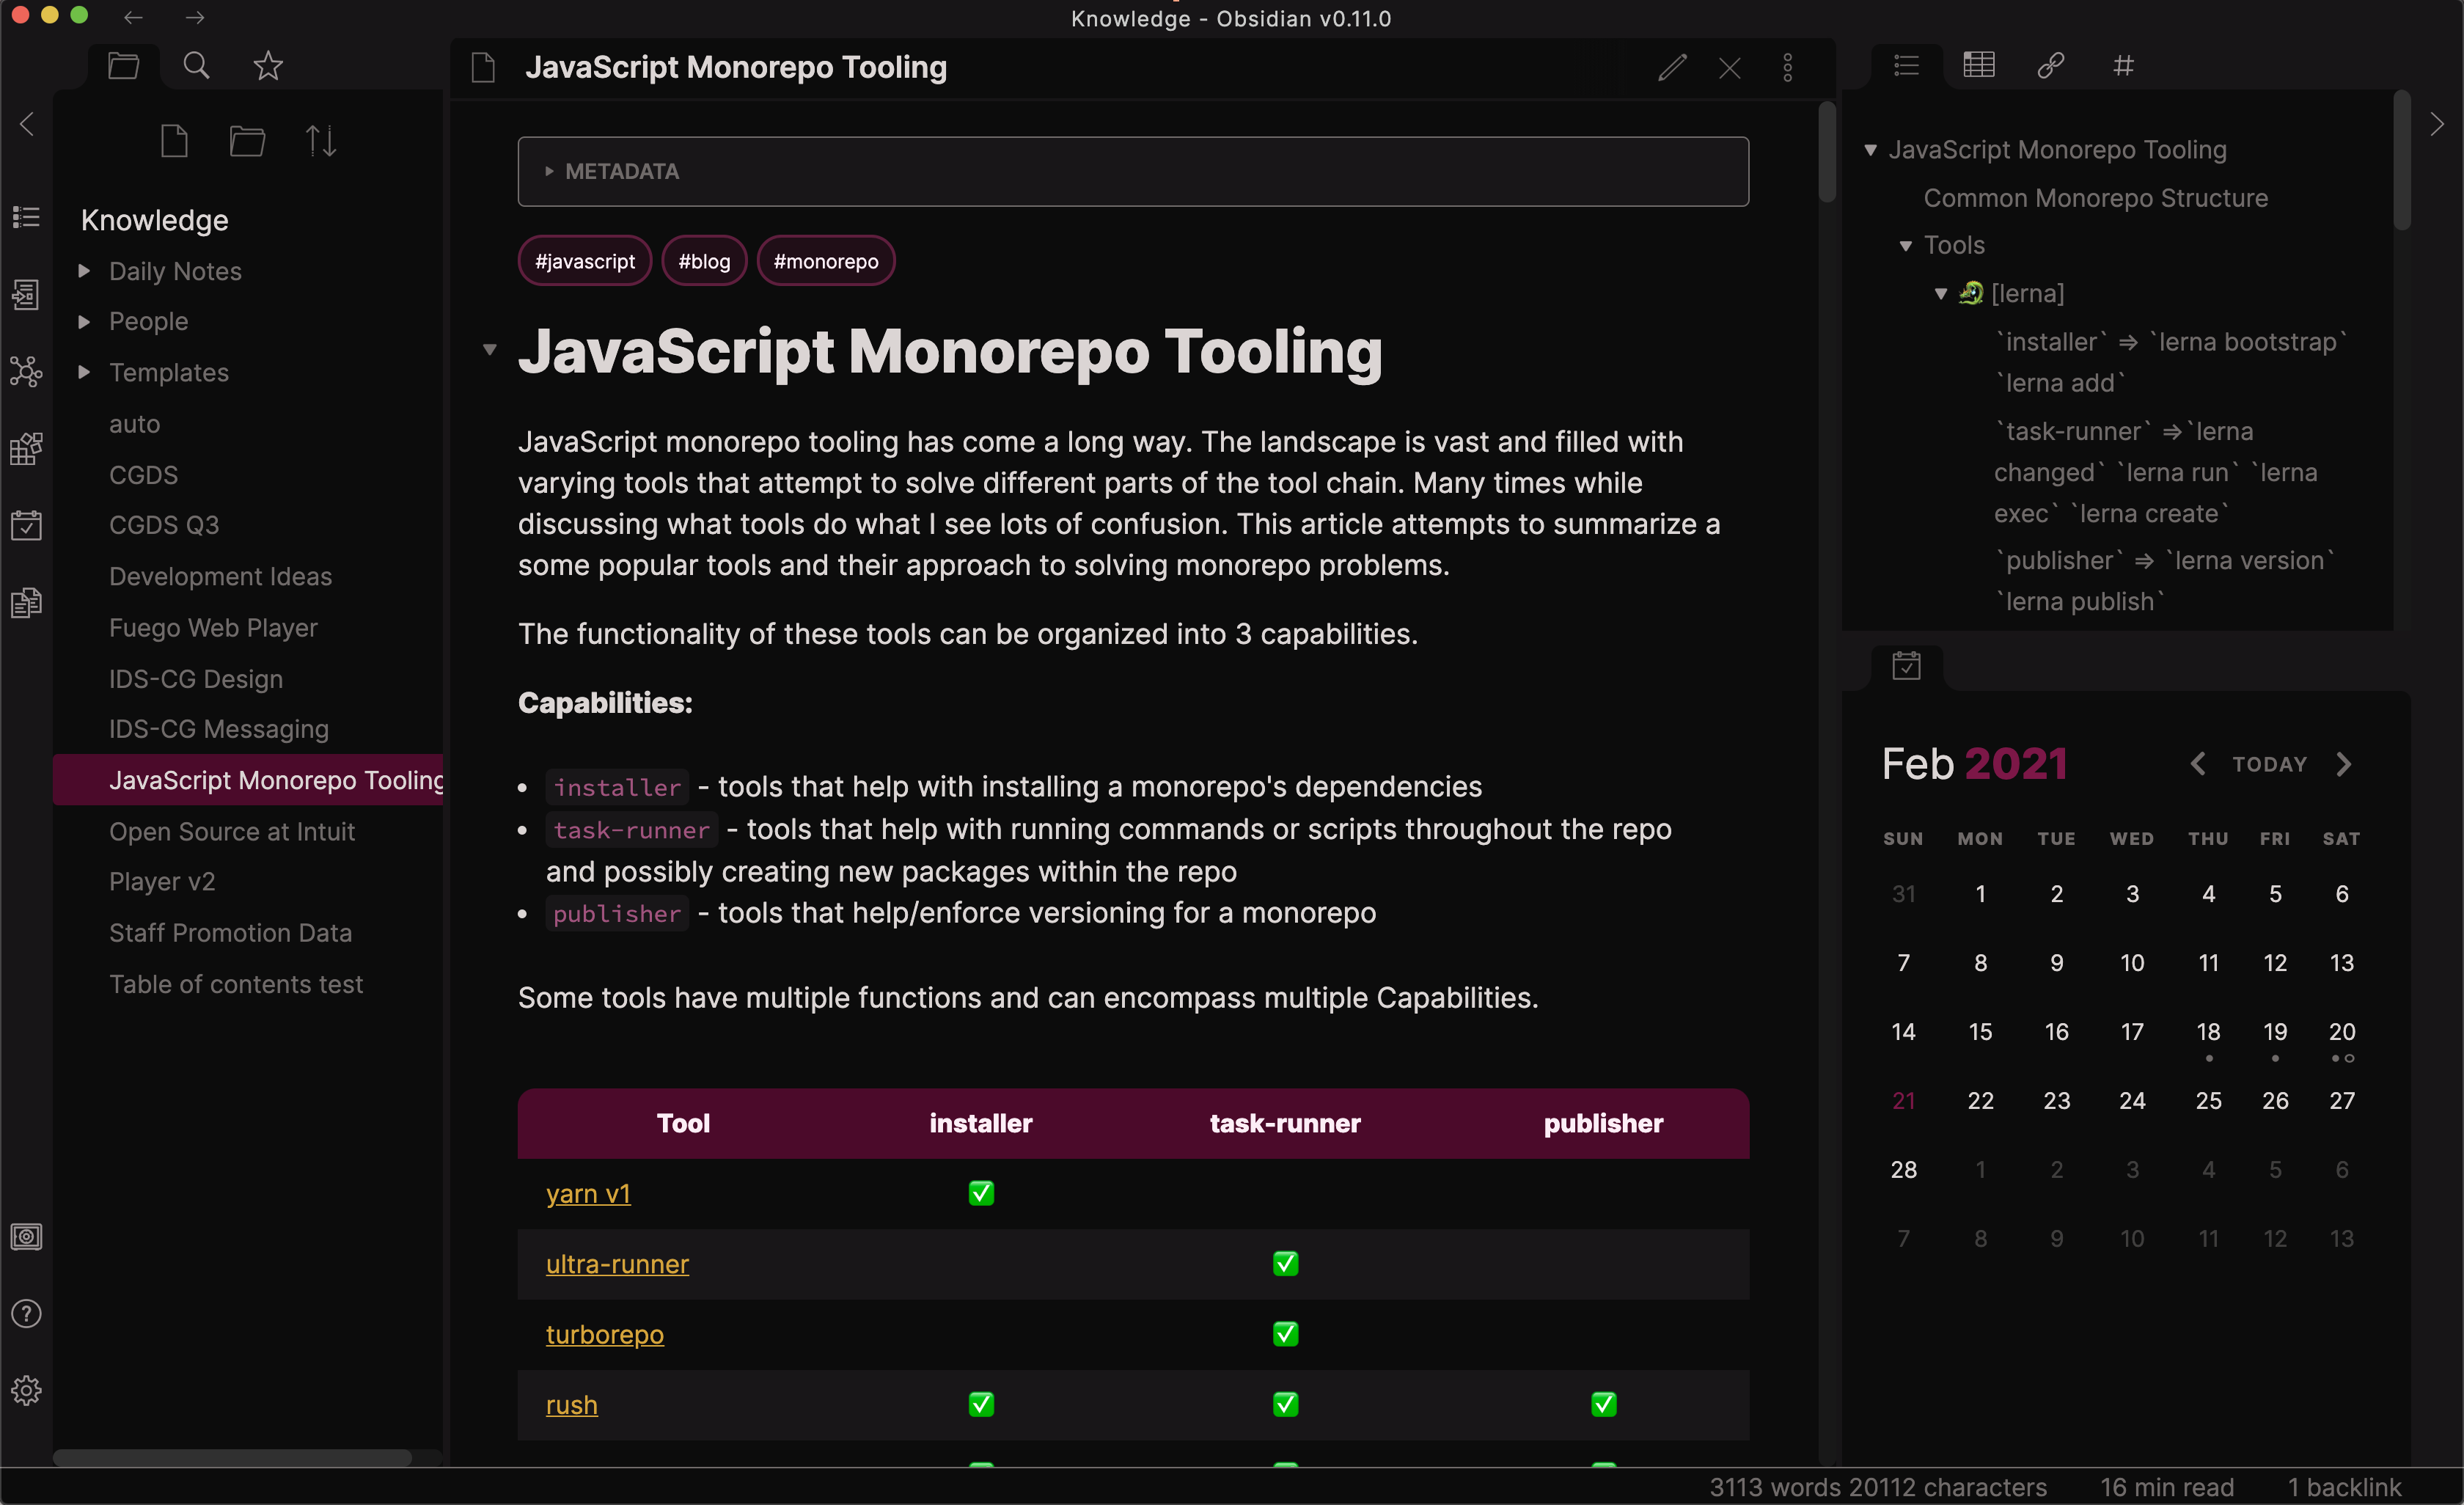 Knowledge - Obsidian v0.11.0
Knowledge
Daily Notes
People
Templates
auto
CGDS
CGDS Q3
Development Ideas
Fuego Web Player
IDS-CG Design
IDS-CG Messaging
JavaScript Monorepo Tooling
Open Source at Intuit
Player v2
Staff Promotion Data
Table of contents test
JavaScript Monorepo Tooling
METADATA
#javascript #blog #monorepo
JavaScript Monorepo Tooling
JavaScript monorepo tooling has come a long way. The landscape is vast and filled with
varying tools that attempt to solve different parts of the tool chain. Many times while
discussing what tools do what I see lots of confusion. This article attempts to summarize a
some popular tools and their approach to solving monorepo problems.
The functionality of these tools can be organized into 3 capabilities.
Capabilities:
• installer - tools that help with installing a monorepo's dependencies
• task-runner - tools that help with running commands or scripts throughout the repo
and possibly creating new packages within the repo
• publisher - tools that help/enforce versioning for a monorepo
Some tools have multiple functions and can encompass multiple Capabilities.
Tool installer task-runner publisher
yarn v1 ✅
ultra-runner ✅
turborepo ✅
rush ✅ ✅ ✅
JavaScript Monorepo Tooling
Common Monorepo Structure
Tools
🐉 [lerna]
`installer` => `lerna bootstrap`
`lerna add`
`task-runner` =>`lerna
changed` `lerna run` `lerna
exec` `lerna create`
`publisher` => `lerna version`
`lerna publish`
Feb 2021 TODAY
SUN MON TUE WED THU FRI SAT
31 1 2 3 4 5 6
7 8 9 10 11 12 13
14 15 16 17 18 19 20
21 22 23 24 25 26 27
28 1 2 3 4 5 6
7 8 9 10 11 12 13
3113 words 20112 characters 16 min read 1 backlink